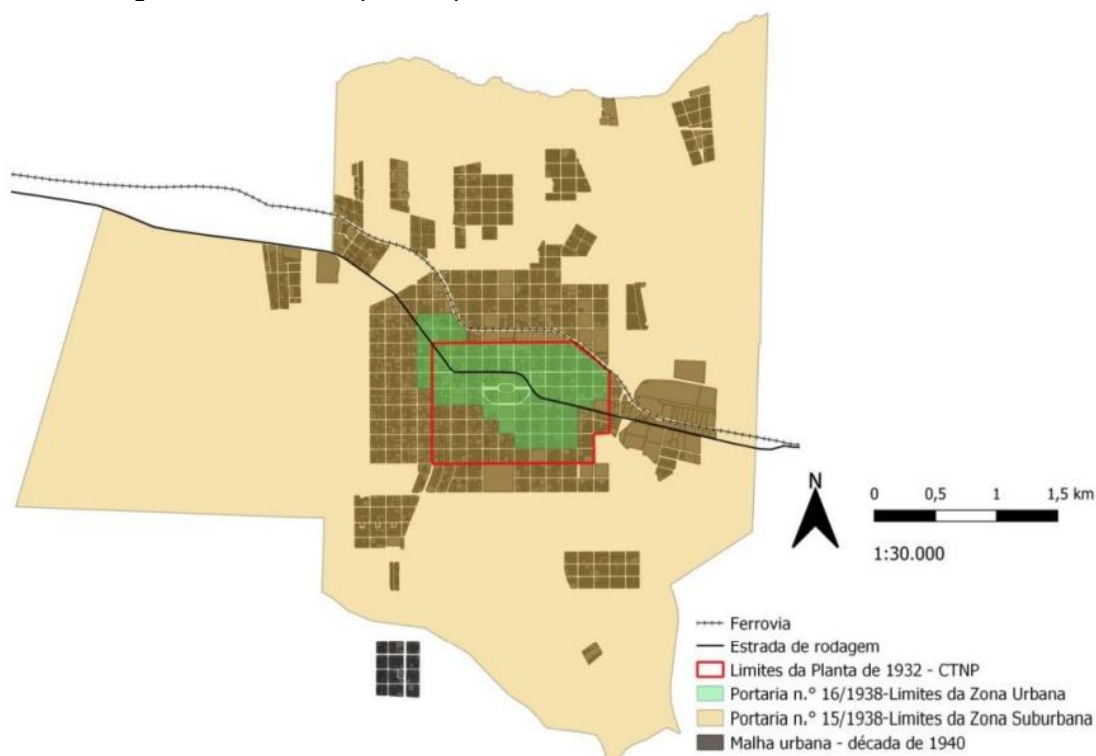 N
0 0,5 1 1,5 km
1:30.000
Ferrovia
Estrada de rodagem
Limites da Planta de 1932 - CTNP
Portaria n.° 16/1938-Limites da Zona Urbana
Portaria n.° 15/1938-Limites da Zona Suburbana
Malha urbana - década de 1940